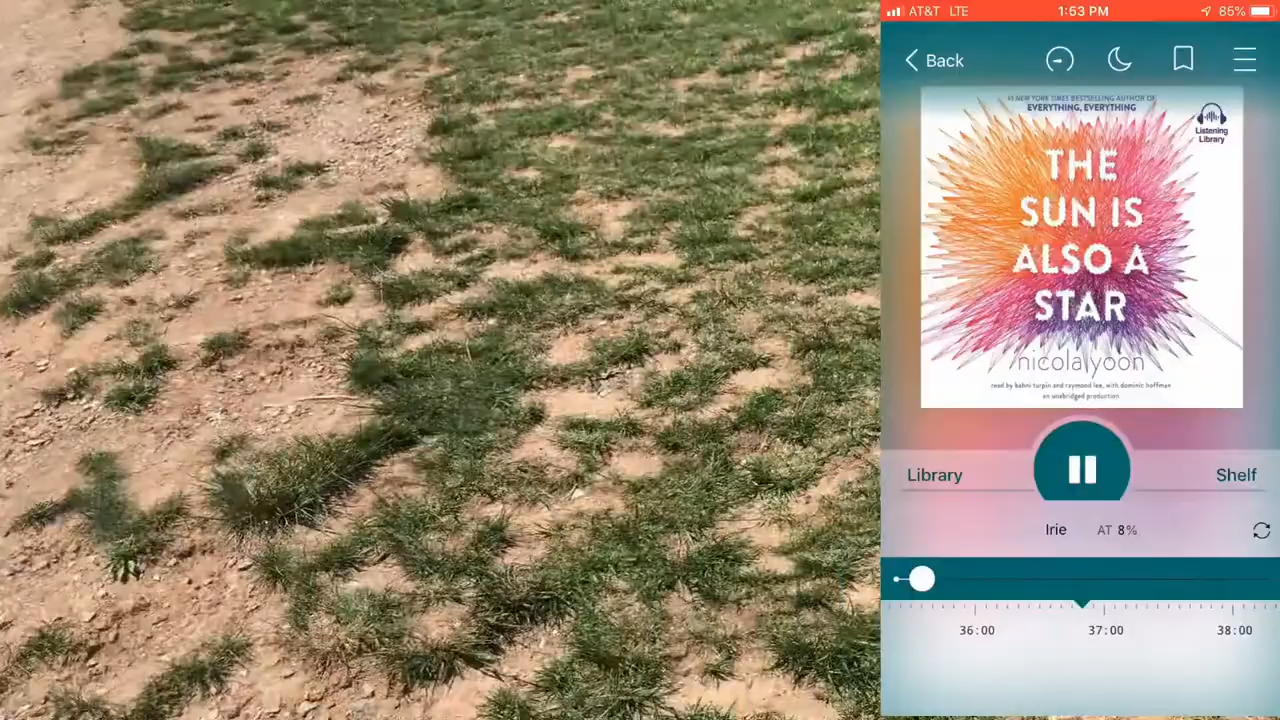 AT&T LTE 1:53 PM 85%
Back
#1 NEW YORK TIMES BESTSELLING AUTHOR OF
EVERYTHING, EVERYTHING
Listening
Library
THE
SUN IS
ALSO A
STAR
nicola yoon
read by bahni turpin and raymond lee, with dominic hoffman
an unabridged production
Library Shelf
Irie AT 8%
36:00 37:00 38:00